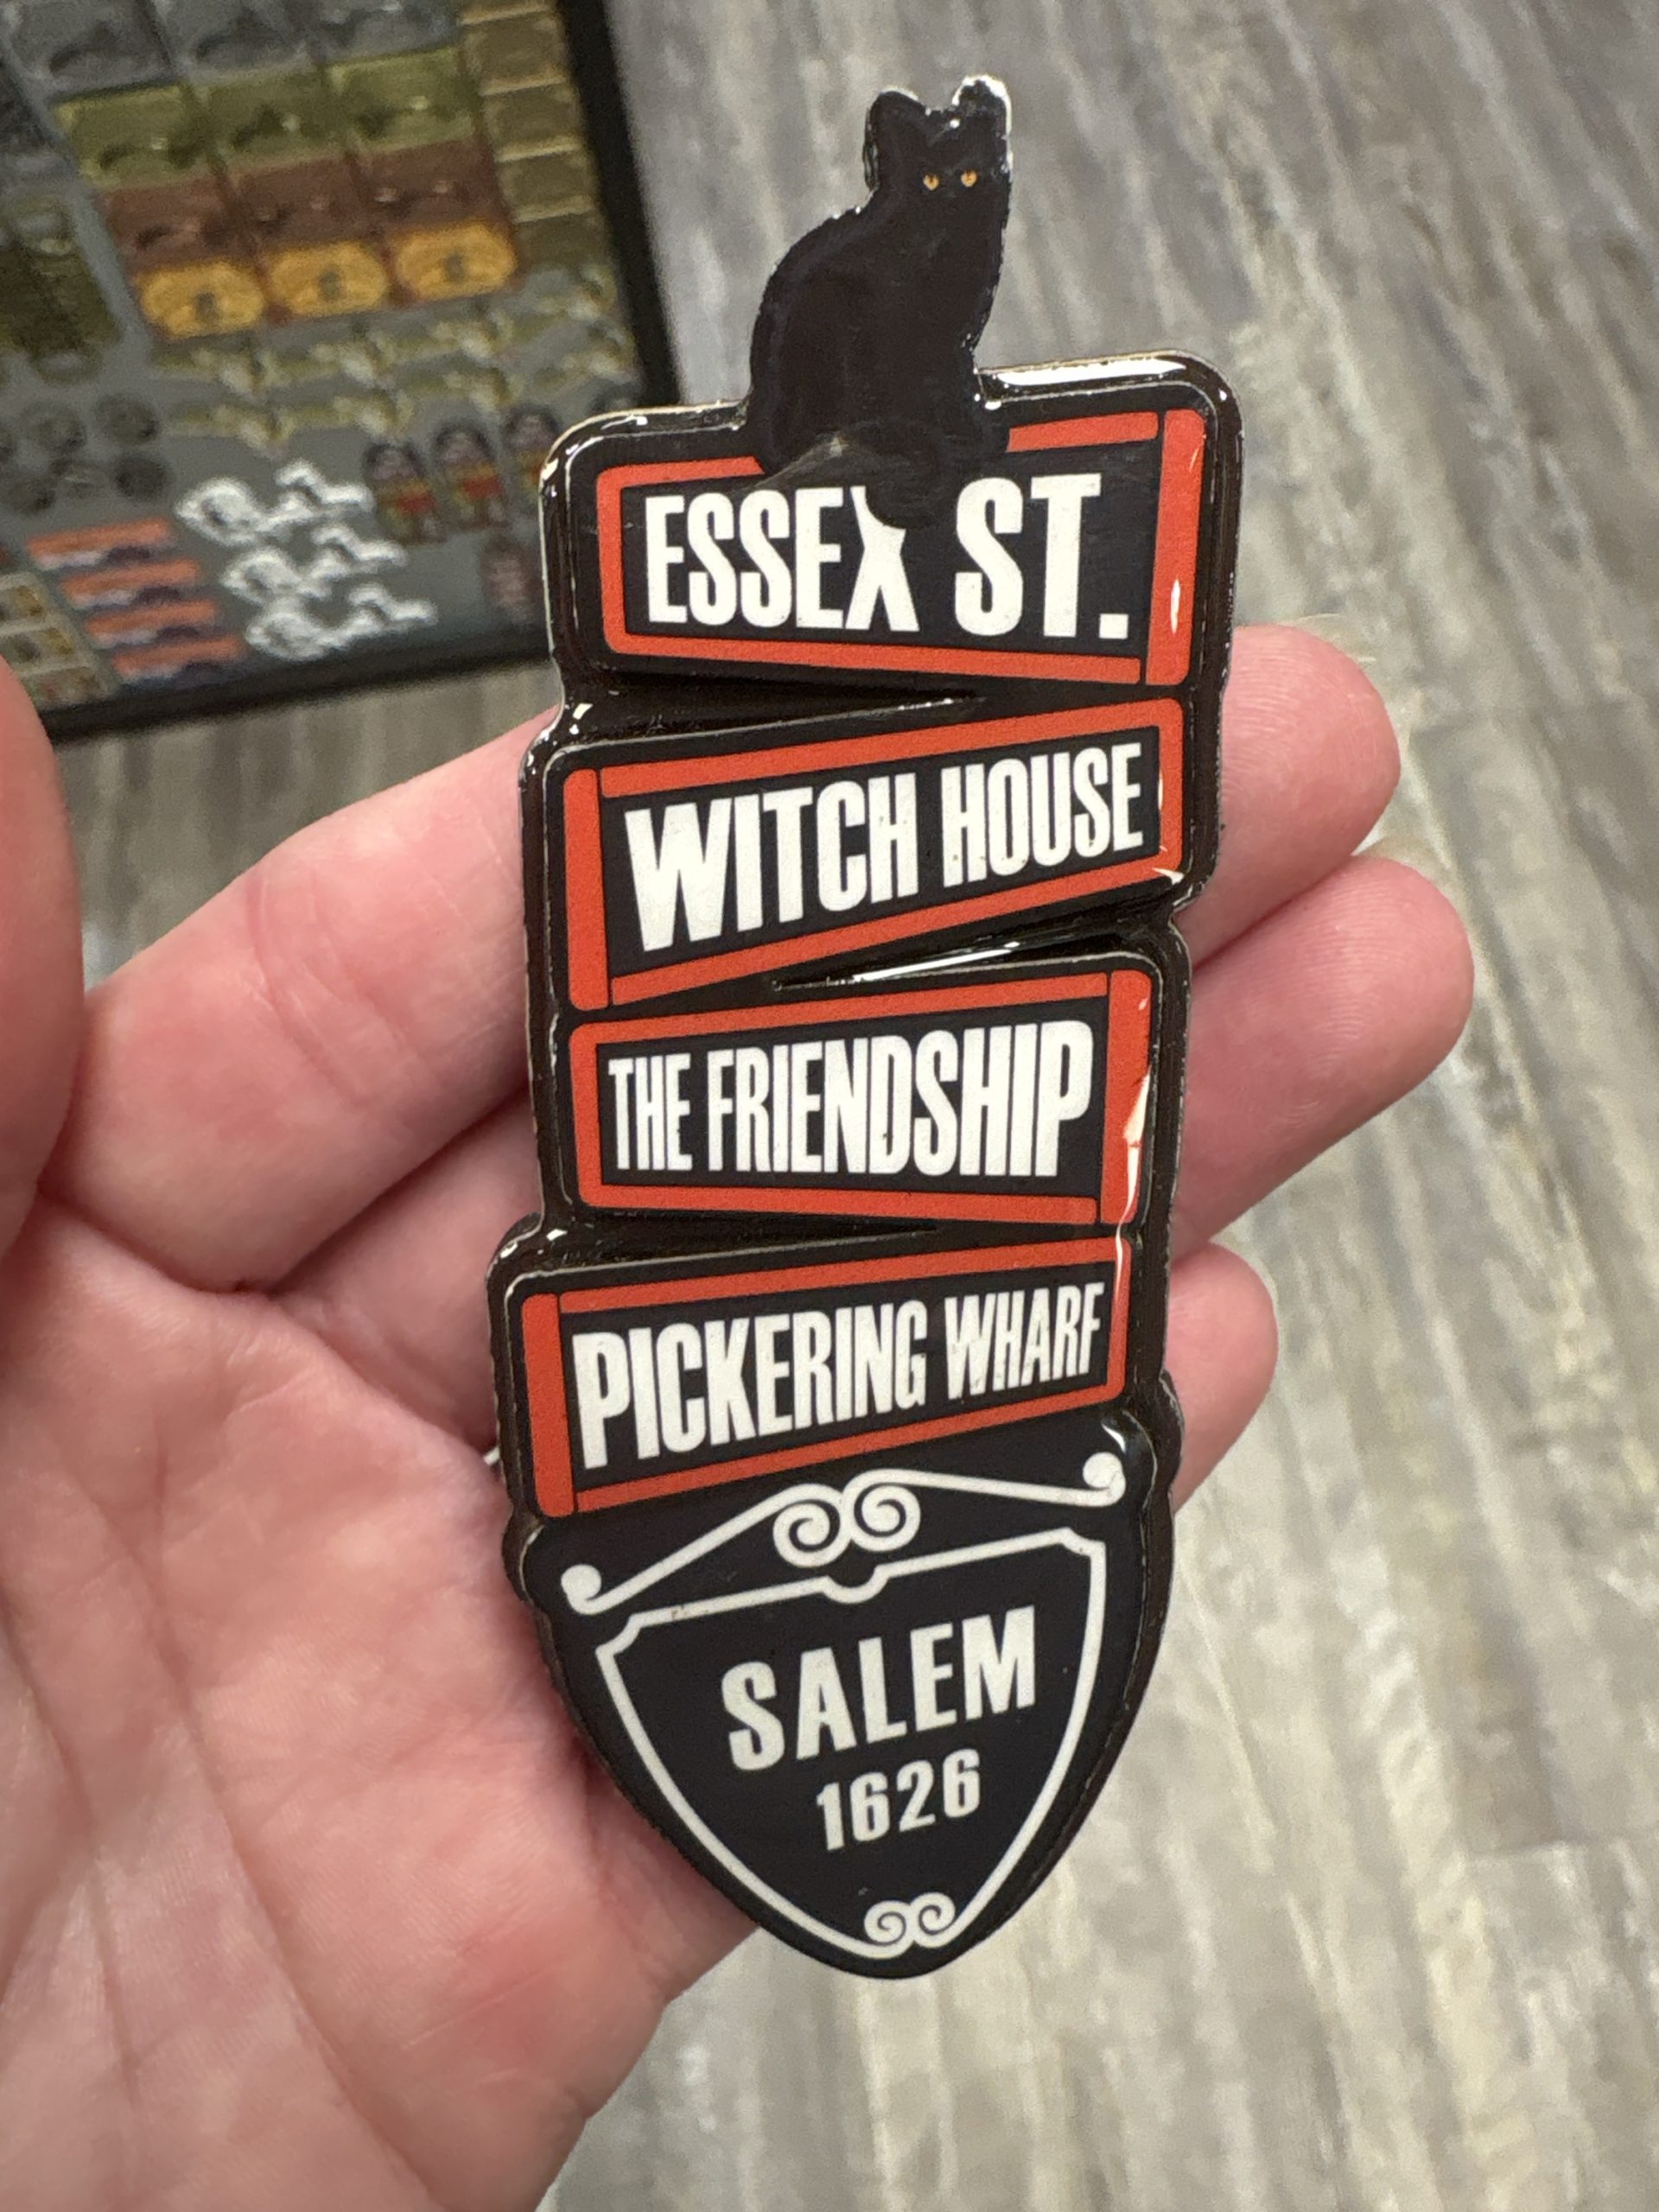 ESSEX ST.
WITCH HOUSE
THE FRIENDSHIP
PICKERING WHARF
SALEM
1626